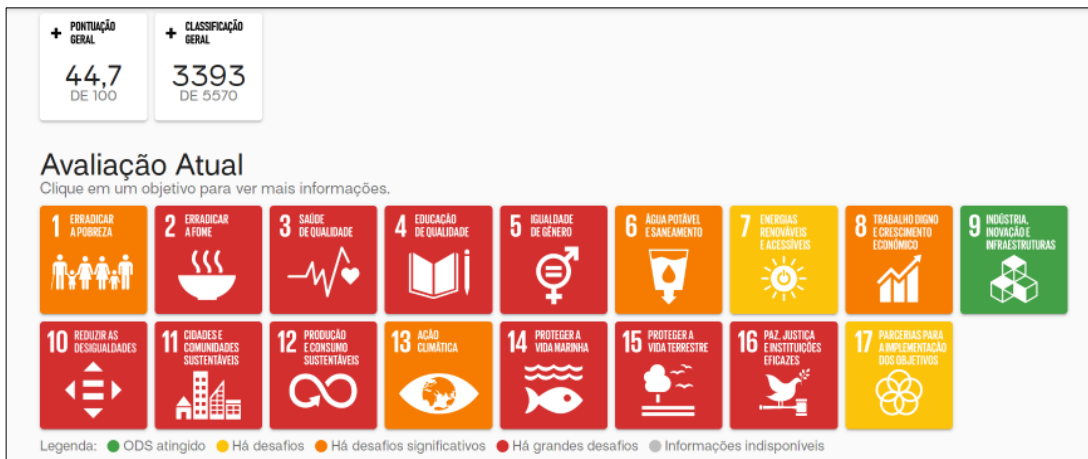 + PONTUAÇÃO
GERAL
44,7
DE 100
+ CLASSIFICAÇÃO
GERAL
3393
DE 5570
Avaliação Atual
Clique em um objetivo para ver mais informações.
1 ERRADICAR
A POBREZA
2 ERRADICAR
A FOME
3 SAÚDE
DE QUALIDADE
4 EDUCAÇÃO
DE QUALIDADE
5 IGUALDADE
DE GÉNERO
6 ÁGUA POTÁVEL
E SANEAMENTO
7 ENERGIAS
RENOVÁVEIS
E ACESSÍVEIS
8 TRABALHO DIGNO
E CRESCIMENTO
ECONÓMICO
9 INDÚSTRIA,
INOVAÇÃO E
INFRAESTRUTURAS
10 REDUZIR AS
DESIGUALDADES
11 CIDADES E
COMUNIDADES
SUSTENTÁVEIS
12 PRODUÇÃO
E CONSUMO
SUSTENTÁVEIS
13 AÇÃO
CLIMÁTICA
14 PROTEGER A
VIDA MARINHA
15 PROTEGER A
VIDA TERRESTRE
16 PAZ, JUSTIÇA
E INSTITUIÇÕES
EFICAZES
17 PARCERIAS PARA
A IMPLEMENTAÇÃO
DOS OBJETIVOS
Legenda: ODS atingido Há desafios Há desafios significativos Há grandes desafios Informações indisponíveis